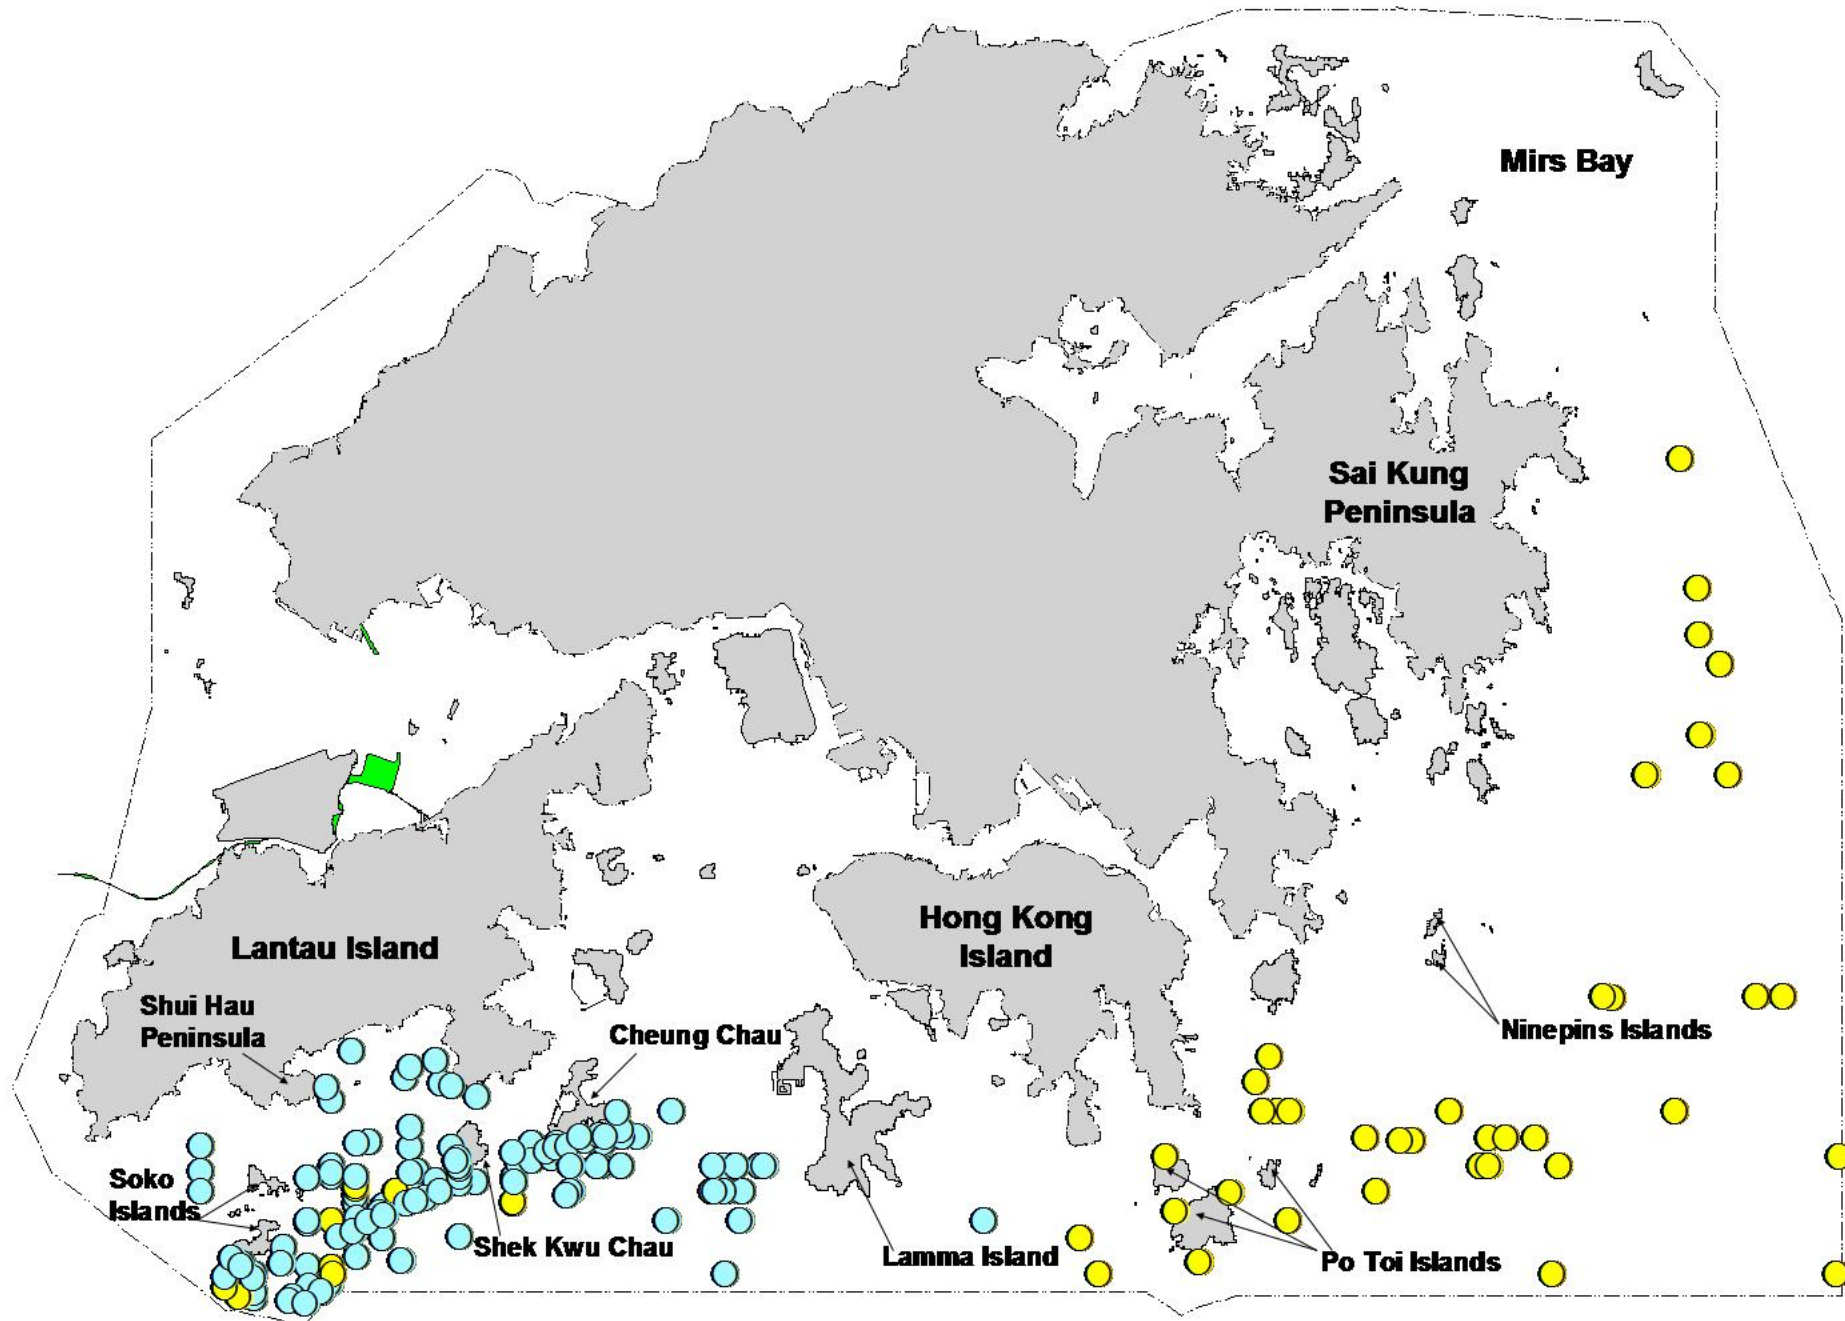 Mirs Bay
Sai Kung
Peninsula
Hong Kong
Island
Lantau Island
Shui Hau
Peninsula
Cheung Chau
Ninepins Islands
Soko
Islands
Shek Kwu Chau
Lamma Island
Po Toi Islands